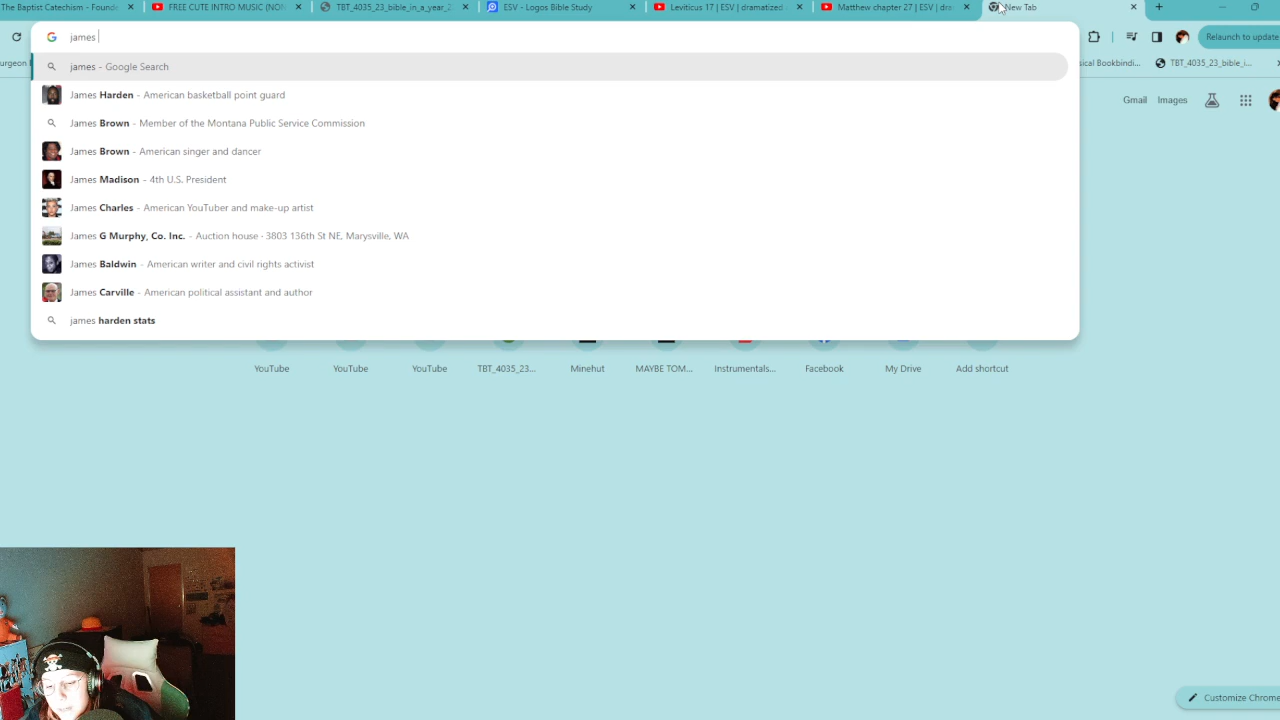 The Baptist Catechism - Founde
FREE CUTE INTRO MUSIC (NON
TBT_4035_23_bible_in_a_year_2
ESV - Logos Bible Study
Leviticus 17 | ESV | dramatized
Matthew chapter 27 | ESV | dra
New Tab
james
Relaunch to update
urgeon
sical Bookbindi...
TBT_4035_23_bible_i...
james - Google Search
James Harden - American basketball point guard
James Brown - Member of the Montana Public Service Commission
James Brown - American singer and dancer
James Madison - 4th U.S. President
James Charles - American YouTuber and make-up artist
James G Murphy, Co. Inc. - Auction house · 3803 136th St NE, Marysville, WA
James Baldwin - American writer and civil rights activist
James Carville - American political assistant and author
james harden stats
Gmail Images
YouTube
YouTube
YouTube
TBT_4035_23...
Minehut
MAYBE TOM...
Instrumentals...
Facebook
My Drive
Add shortcut
Customize Chrome